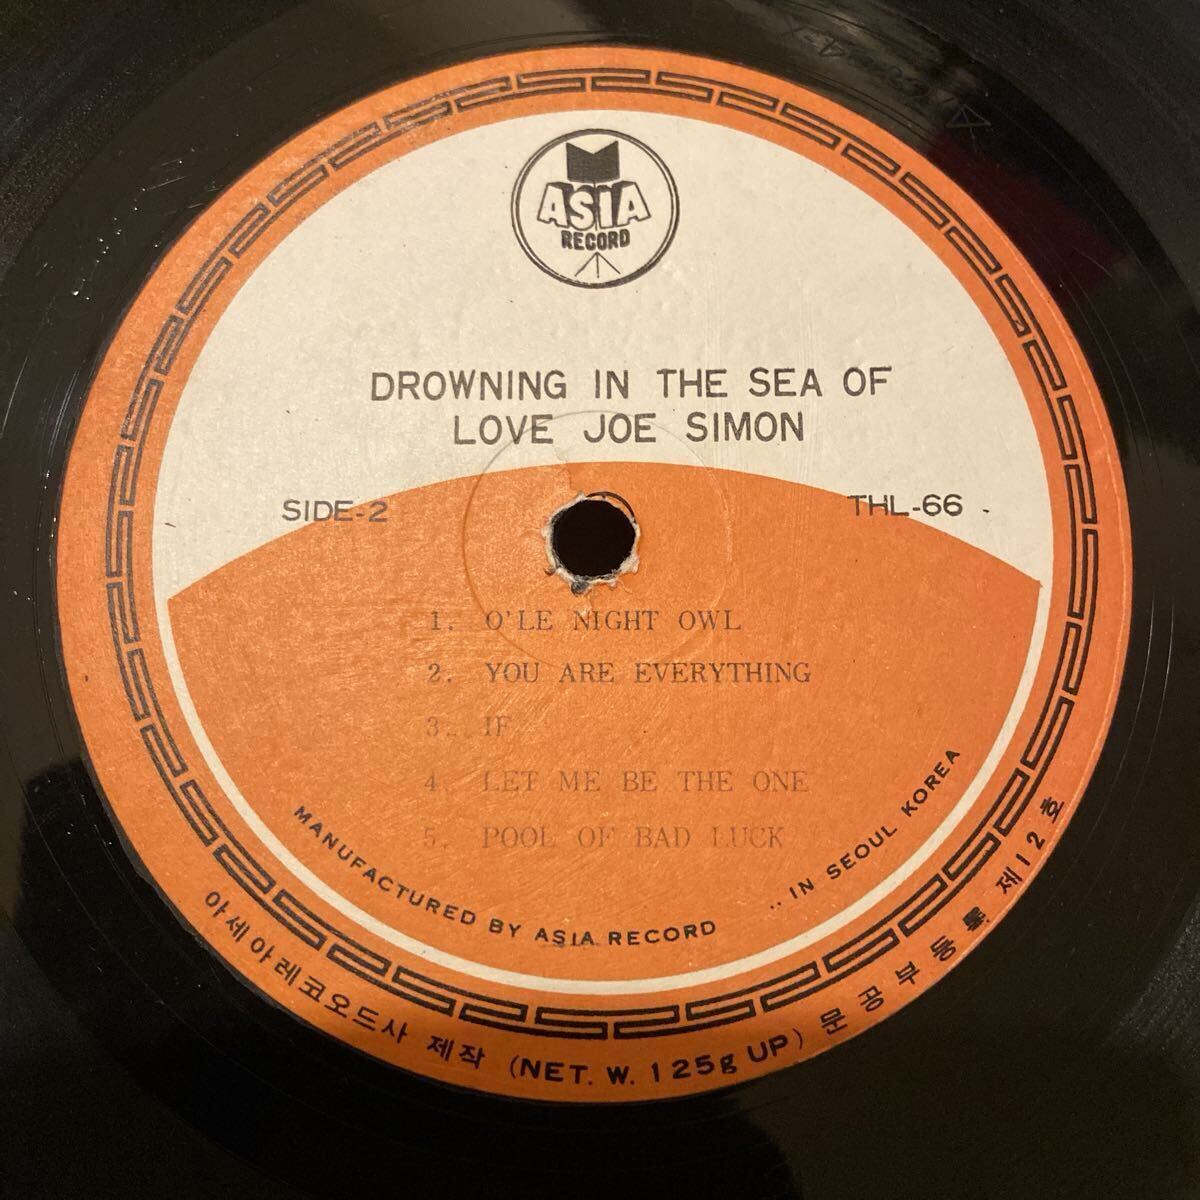 ASIA
RECORD
DROWNING IN THE SEA OF
LOVE JOE SIMON
SIDE-2
THL-66
1. O'LE NIGHT OWL
2. YOU ARE EVERYTHING
3. IF
4. LET ME BE THE ONE
5. POOL OF BAD LUCK
MANUFACTURED BY ASIA RECORD .. IN SEOUL KOREA
아세아레코오드사 제작 (NET. W. 125g UP) 문공부등록 제12호